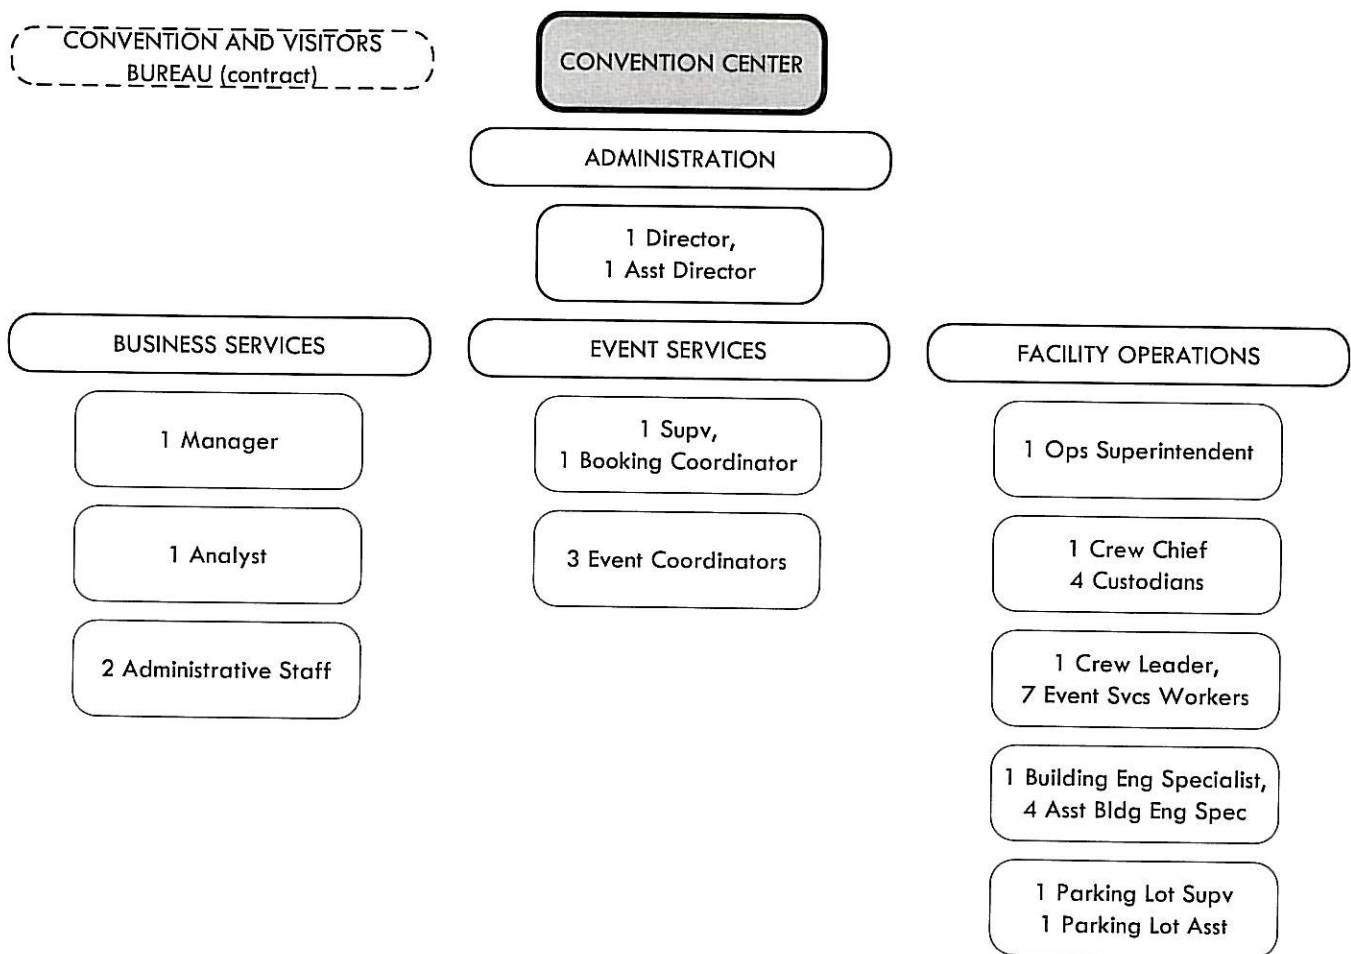 CONVENTION AND VISITORS
BUREAU (contract)
CONVENTION CENTER
ADMINISTRATION
1 Director,
1 Asst Director
BUSINESS SERVICES
1 Manager
1 Analyst
2 Administrative Staff
EVENT SERVICES
1 Supv,
1 Booking Coordinator
3 Event Coordinators
FACILITY OPERATIONS
1 Ops Superintendent
1 Crew Chief
4 Custodians
1 Crew Leader,
7 Event Svcs Workers
1 Building Eng Specialist,
4 Asst Bldg Eng Spec
1 Parking Lot Supv
1 Parking Lot Asst